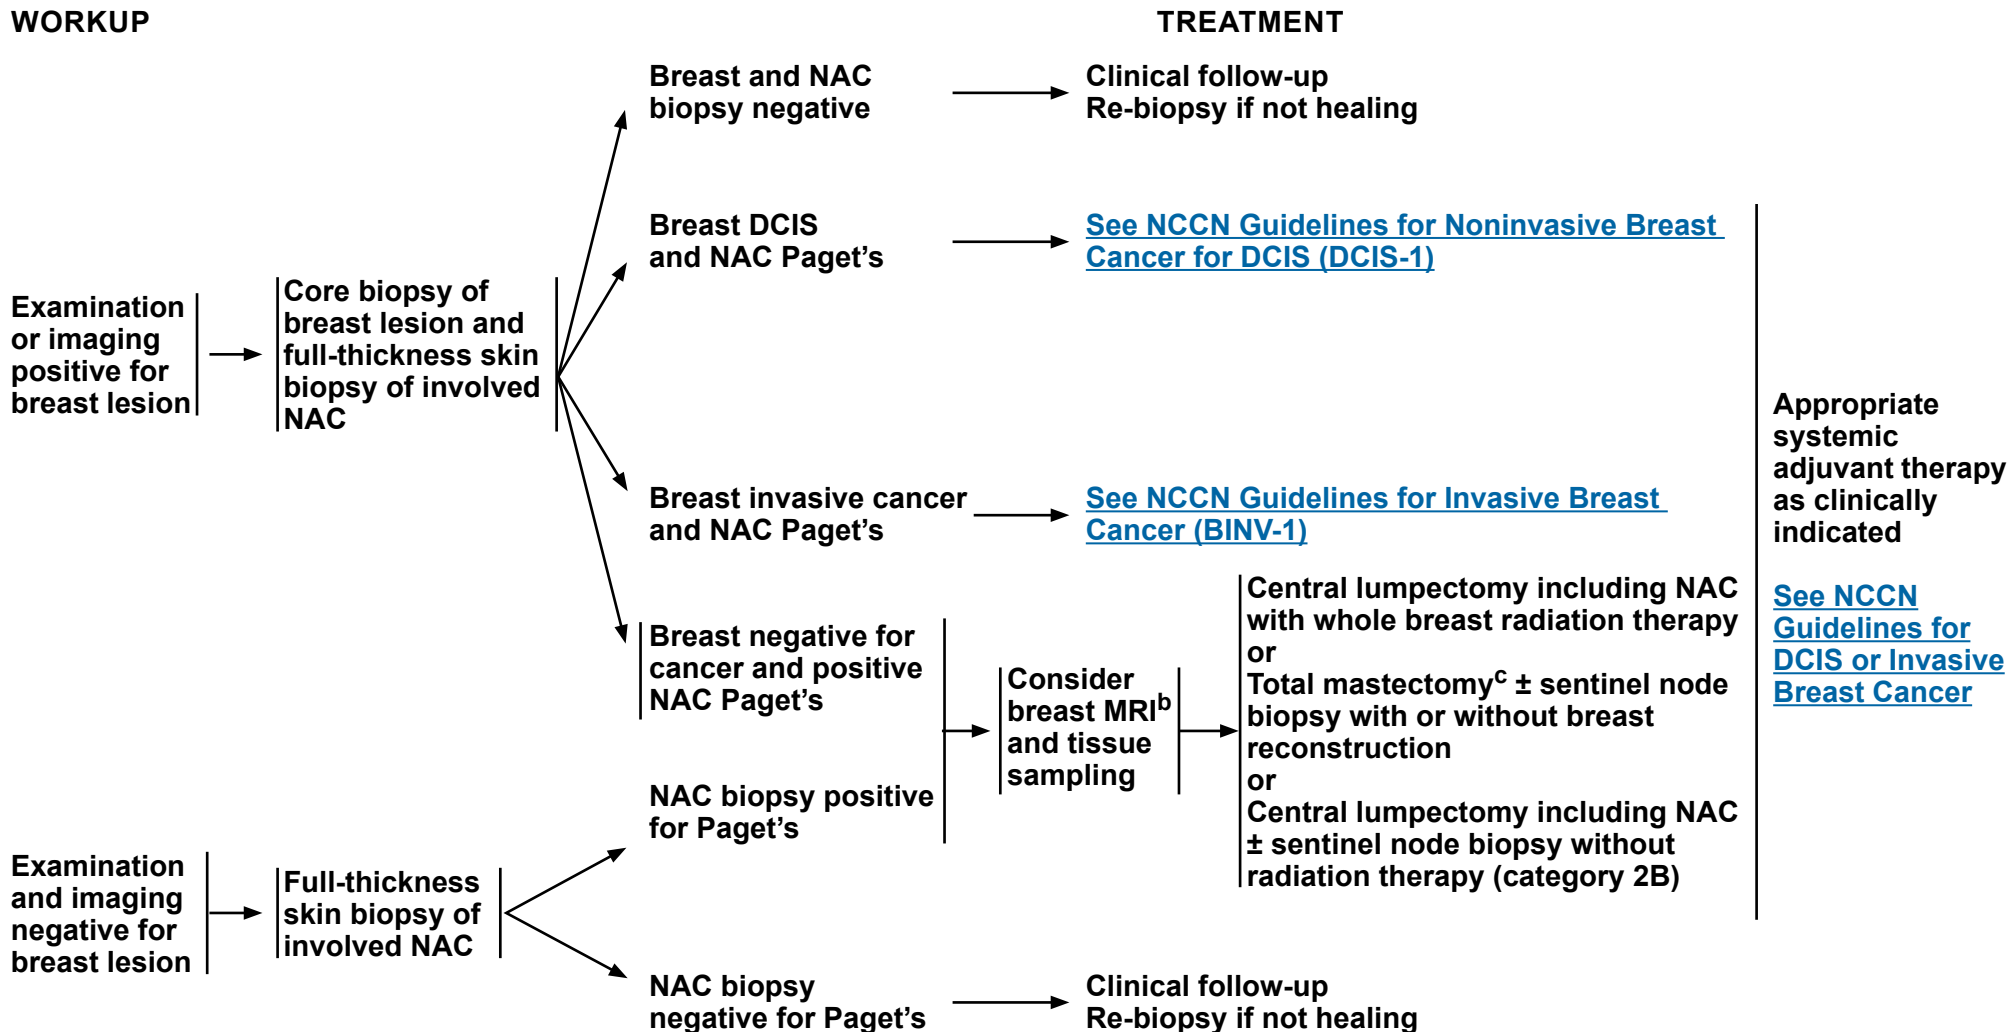 WORKUP
TREATMENT
Breast and NAC
biopsy negative
Clinical follow-up
Re-biopsy if not healing
Breast DCIS
and NAC Paget’s
See NCCN Guidelines for Noninvasive Breast
Cancer for DCIS (DCIS-1)
Examination
or imaging
positive for
breast lesion
Core biopsy of
breast lesion and
full-thickness skin
biopsy of involved
NAC
Breast invasive cancer
and NAC Paget’s
See NCCN Guidelines for Invasive Breast
Cancer (BINV-1)
Breast negative for
cancer and positive
NAC Paget’s
NAC biopsy positive
for Paget’s
Consider
breast MRIb
and tissue
sampling
Central lumpectomy including NAC
with whole breast radiation therapy
or
Total mastectomyc ± sentinel node
biopsy with or without breast
reconstruction
or
Central lumpectomy including NAC
± sentinel node biopsy without
radiation therapy (category 2B)
Appropriate
systemic
adjuvant therapy
as clinically
indicated
See NCCN
Guidelines for
DCIS or Invasive
Breast Cancer
Examination
and imaging
negative for
breast lesion
Full-thickness
skin biopsy of
involved NAC
NAC biopsy
negative for Paget’s
Clinical follow-up
Re-biopsy if not healing